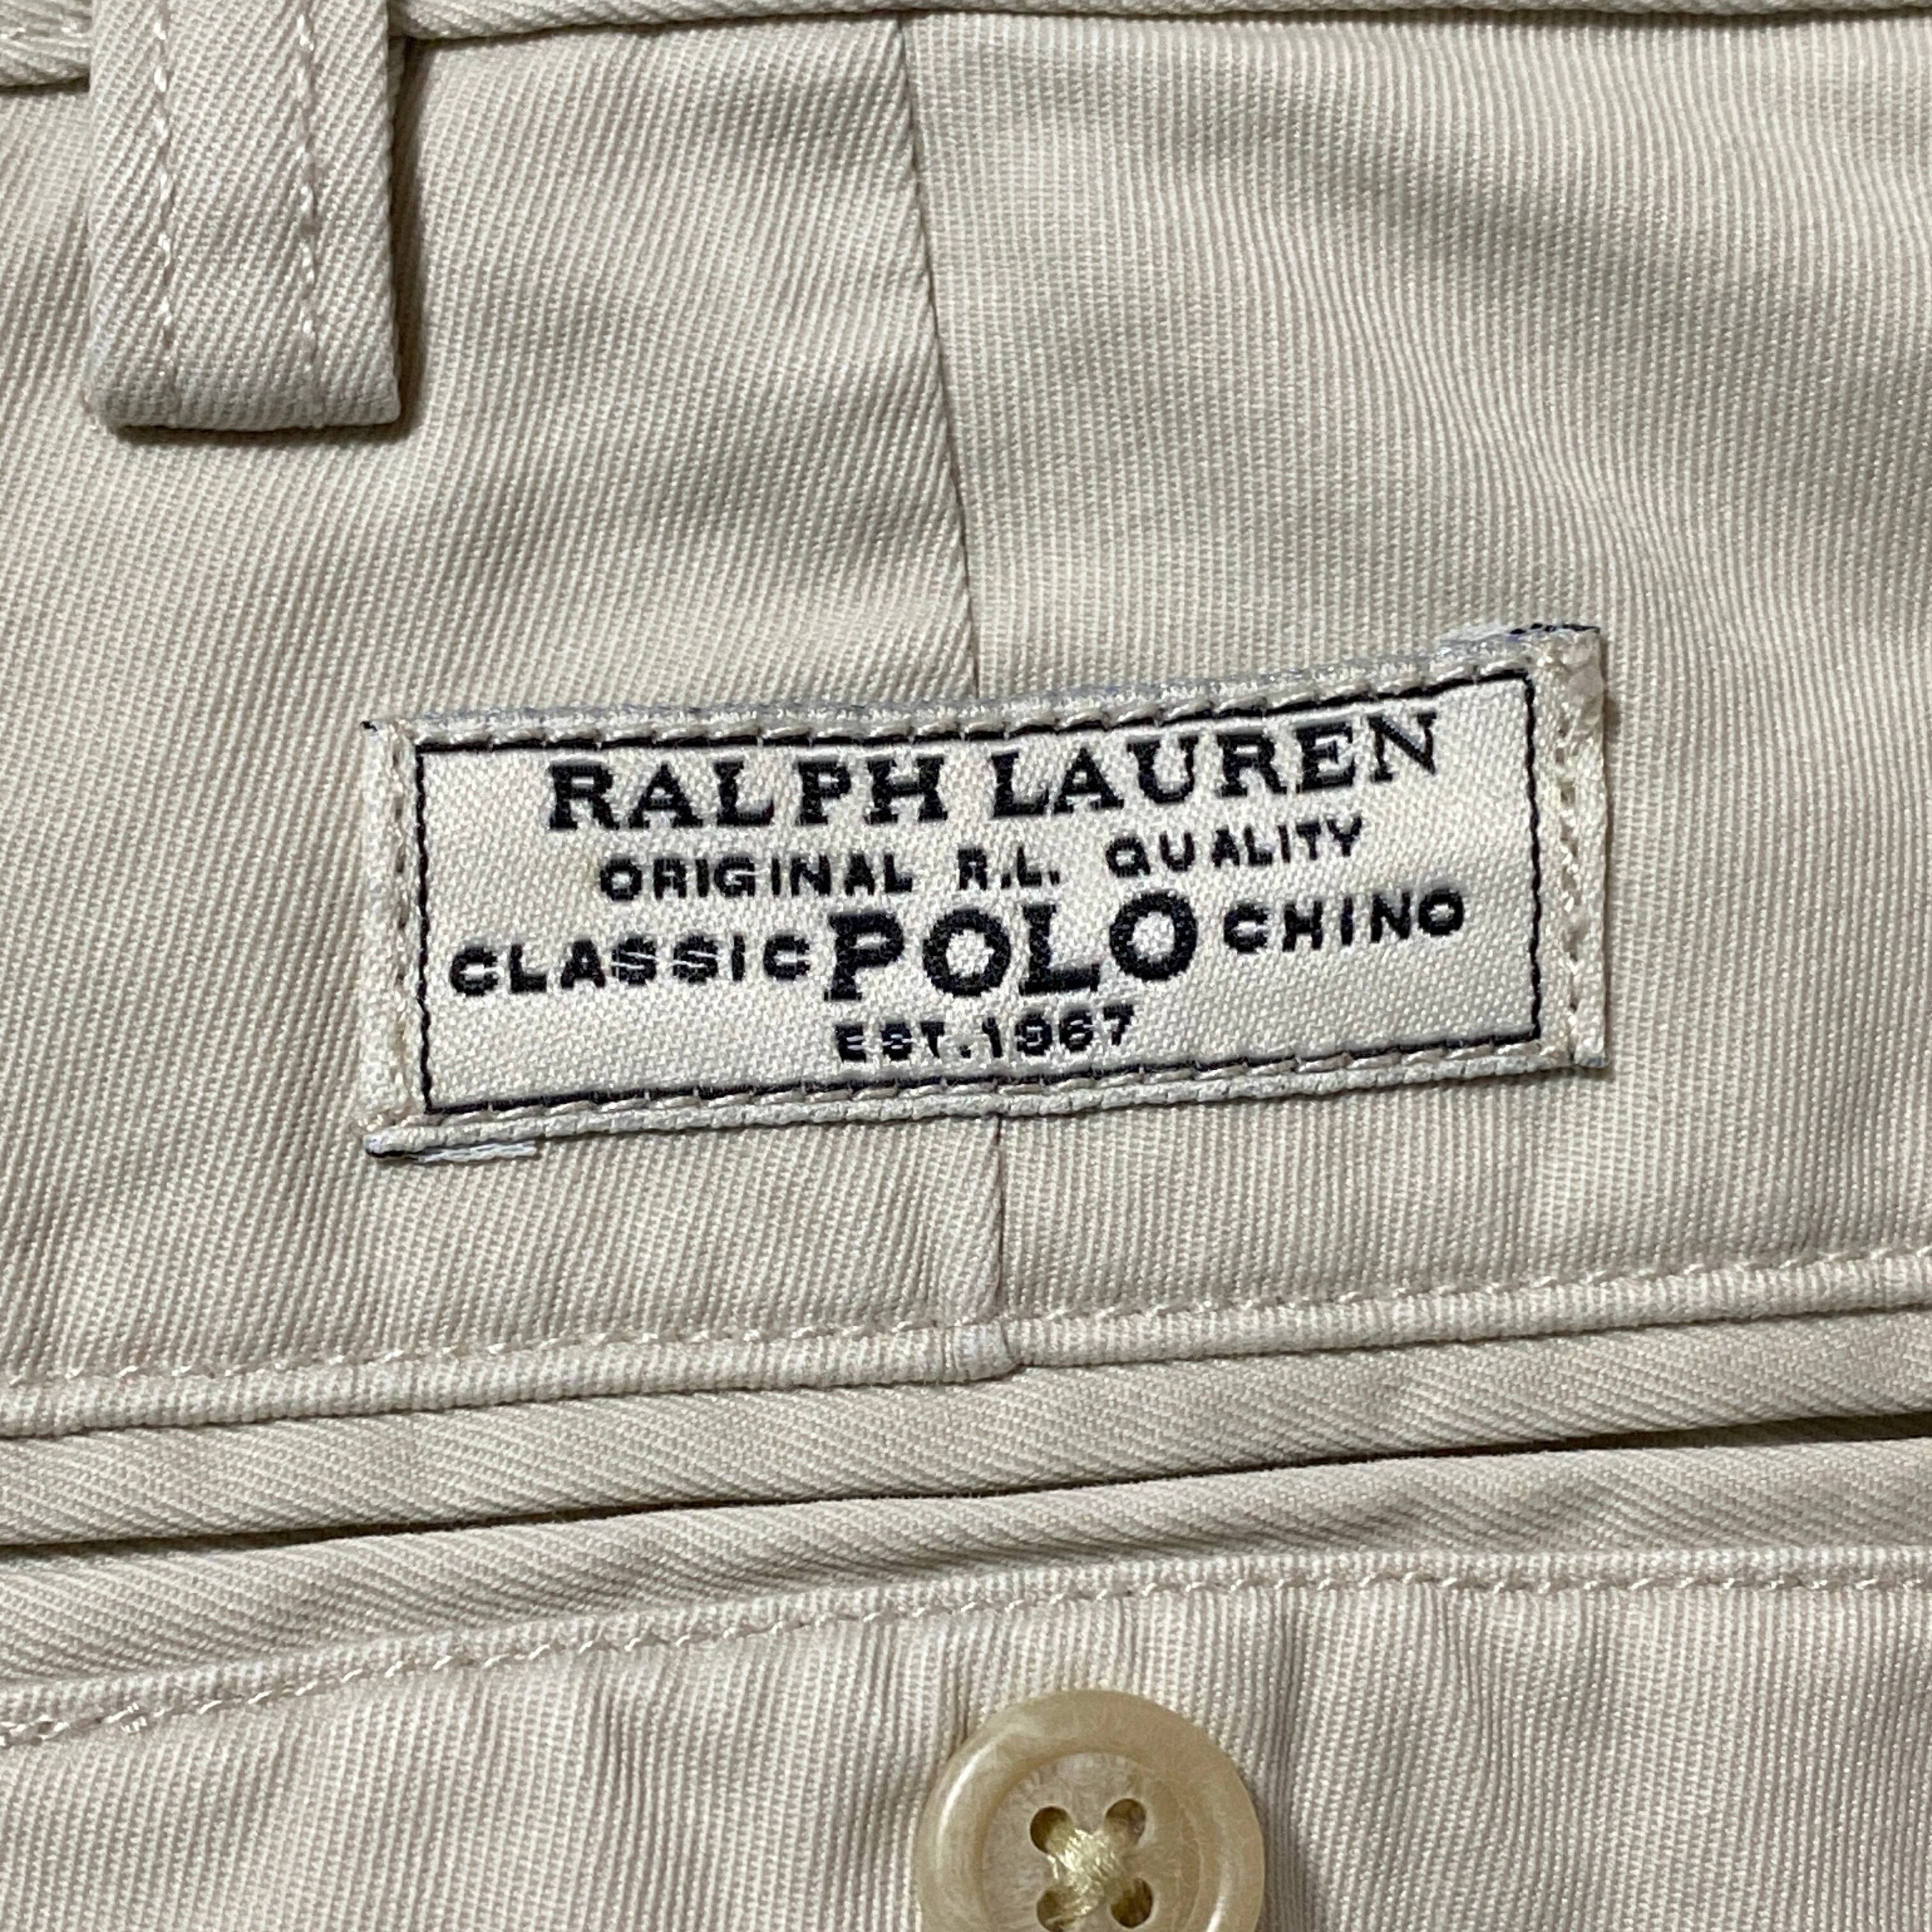 RALPH LAUREN
ORIGINAL R.L. QUALITY
CLASSIC POLO CHINO
EST.1967